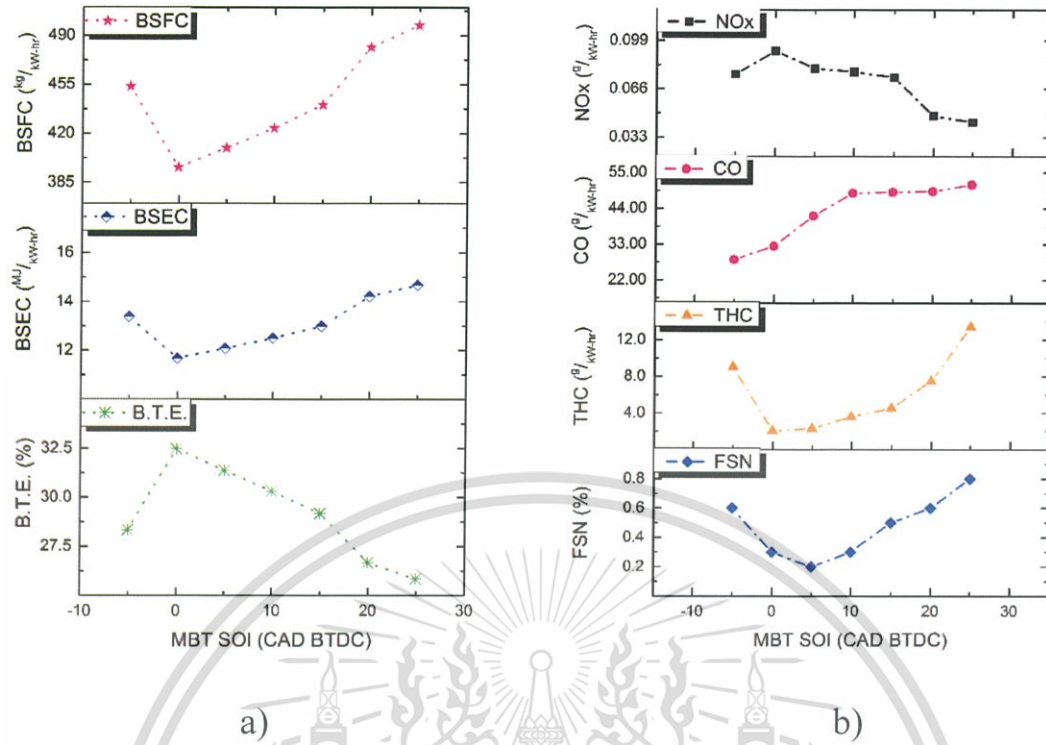 BSFC
490
455
420
385
BSFC (kg/kW-hr)
BSEC
16
14
12
BSEC (MJ/kW-hr)
B.T.E.
32.5
30.0
27.5
B.T.E. (%)
-10 0 10 20 30
MBT SOI (CAD BTDC)
a)
NOx
0.099
0.066
0.033
NOx (g/kW-hr)
CO
55.00
44.00
33.00
22.00
CO (g/kW-hr)
THC
12.0
8.0
4.0
THC (g/kW-hr)
FSN
0.8
0.6
0.4
0.2
FSN (%)
-10 0 10 20 30
MBT SOI (CAD BTDC)
b)